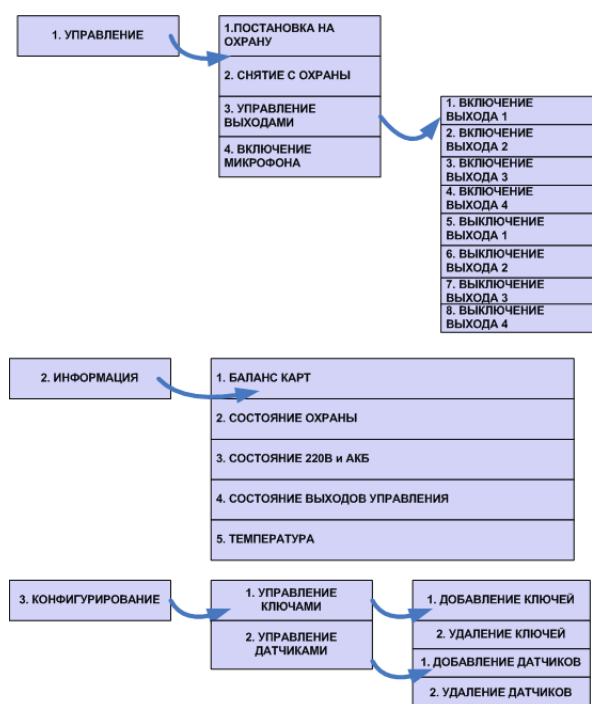 1. УПРАВЛЕНИЕ
1.ПОСТАНОВКА НА
ОХРАНУ
2. СНЯТИЕ С ОХРАНЫ
3. УПРАВЛЕНИЕ
ВЫХОДАМИ
4. ВКЛЮЧЕНИЕ
МИКРОФОНА
1. ВКЛЮЧЕНИЕ
ВЫХОДА 1
2. ВКЛЮЧЕНИЕ
ВЫХОДА 2
3. ВКЛЮЧЕНИЕ
ВЫХОДА 3
4. ВКЛЮЧЕНИЕ
ВЫХОДА 4
5. ВЫКЛЮЧЕНИЕ
ВЫХОДА 1
6. ВЫКЛЮЧЕНИЕ
ВЫХОДА 2
7. ВЫКЛЮЧЕНИЕ
ВЫХОДА 3
8. ВЫКЛЮЧЕНИЕ
ВЫХОДА 4
2. ИНФОРМАЦИЯ
1. БАЛАНС КАРТ
2. СОСТОЯНИЕ ОХРАНЫ
3. СОСТОЯНИЕ 220В и АКБ
4. СОСТОЯНИЕ ВЫХОДОВ УПРАВЛЕНИЯ
5. ТЕМПЕРАТУРА
3. КОНФИГУРИРОВАНИЕ
1. УПРАВЛЕНИЕ
КЛЮЧАМИ
2. УПРАВЛЕНИЕ
ДАТЧИКАМИ
1. ДОБАВЛЕНИЕ КЛЮЧЕЙ
2. УДАЛЕНИЕ КЛЮЧЕЙ
1. ДОБАВЛЕНИЕ ДАТЧИКОВ
2. УДАЛЕНИЕ ДАТЧИКОВ